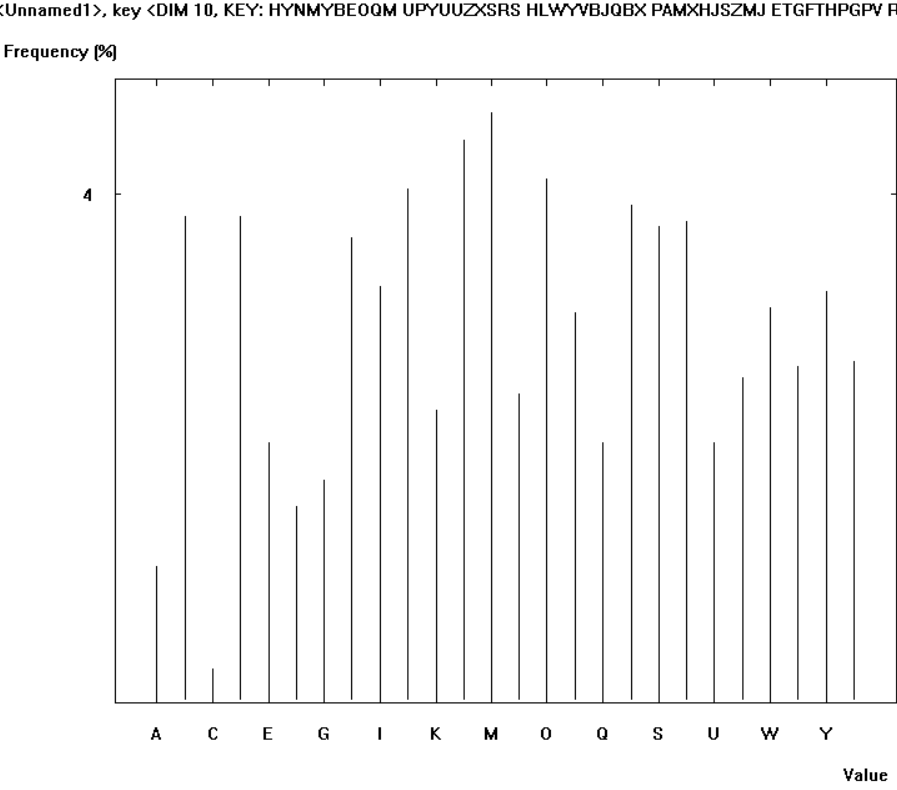 <Unnamed1>, key <DIM 10, KEY: HYNMYBEOQM UPYUUZXSRS HLWYVBJQBX PAMXHJSZMJ ETGFTHPGPV R
Frequency (%)
4
A C E G I K M O Q S U W Y
Value